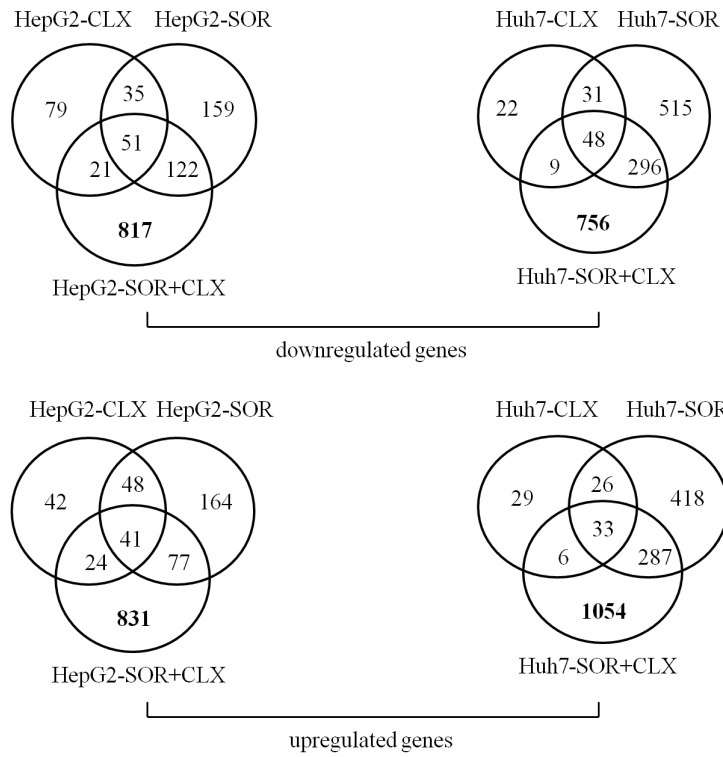 HepG2-CLX HepG2-SOR
79 35 159
51
21 122
817
HepG2-SOR+CLX
Huh7-CLX Huh7-SOR
22 31 515
48
9 296
756
Huh7-SOR+CLX
downregulated genes
HepG2-CLX HepG2-SOR
42 48 164
41
24 77
831
HepG2-SOR+CLX
Huh7-CLX Huh7-SOR
29 26 418
33
6 287
1054
Huh7-SOR+CLX
upregulated genes